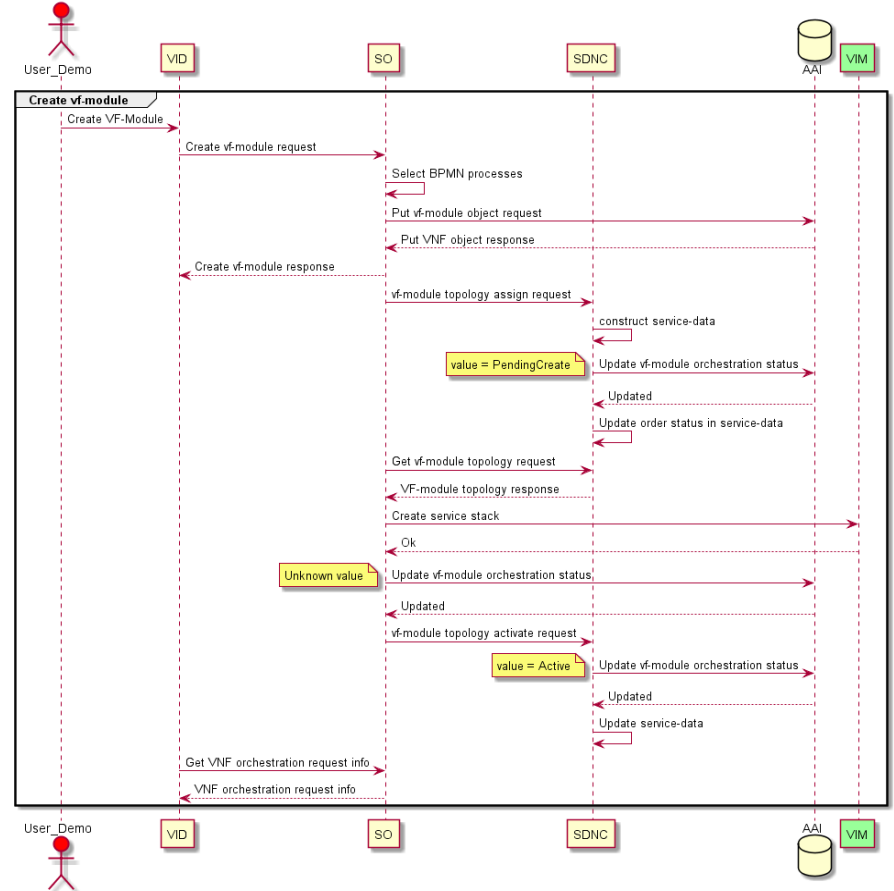 User_Demo
VID
SO
SDNC
AAI
VIM
Create vf-module
Create VF-Module
Create vf-module request
Select BPMN processes
Put vf-module object request
Put VNF object response
Create vf-module response
vf-module topology assign request
construct service-data
value = PendingCreate
Update vf-module orchestration status
Updated
Update order status in service-data
Get vf-module topology request
VF-module topology response
Create service stack
Ok
Unknown value
Update vf-module orchestration status
Updated
vf-module topology activate request
value = Active
Update vf-module orchestration status
Updated
Update service-data
Get VNF orchestration request info
VNF orchestration request info
User_Demo
VID
SO
SDNC
AAI
VIM